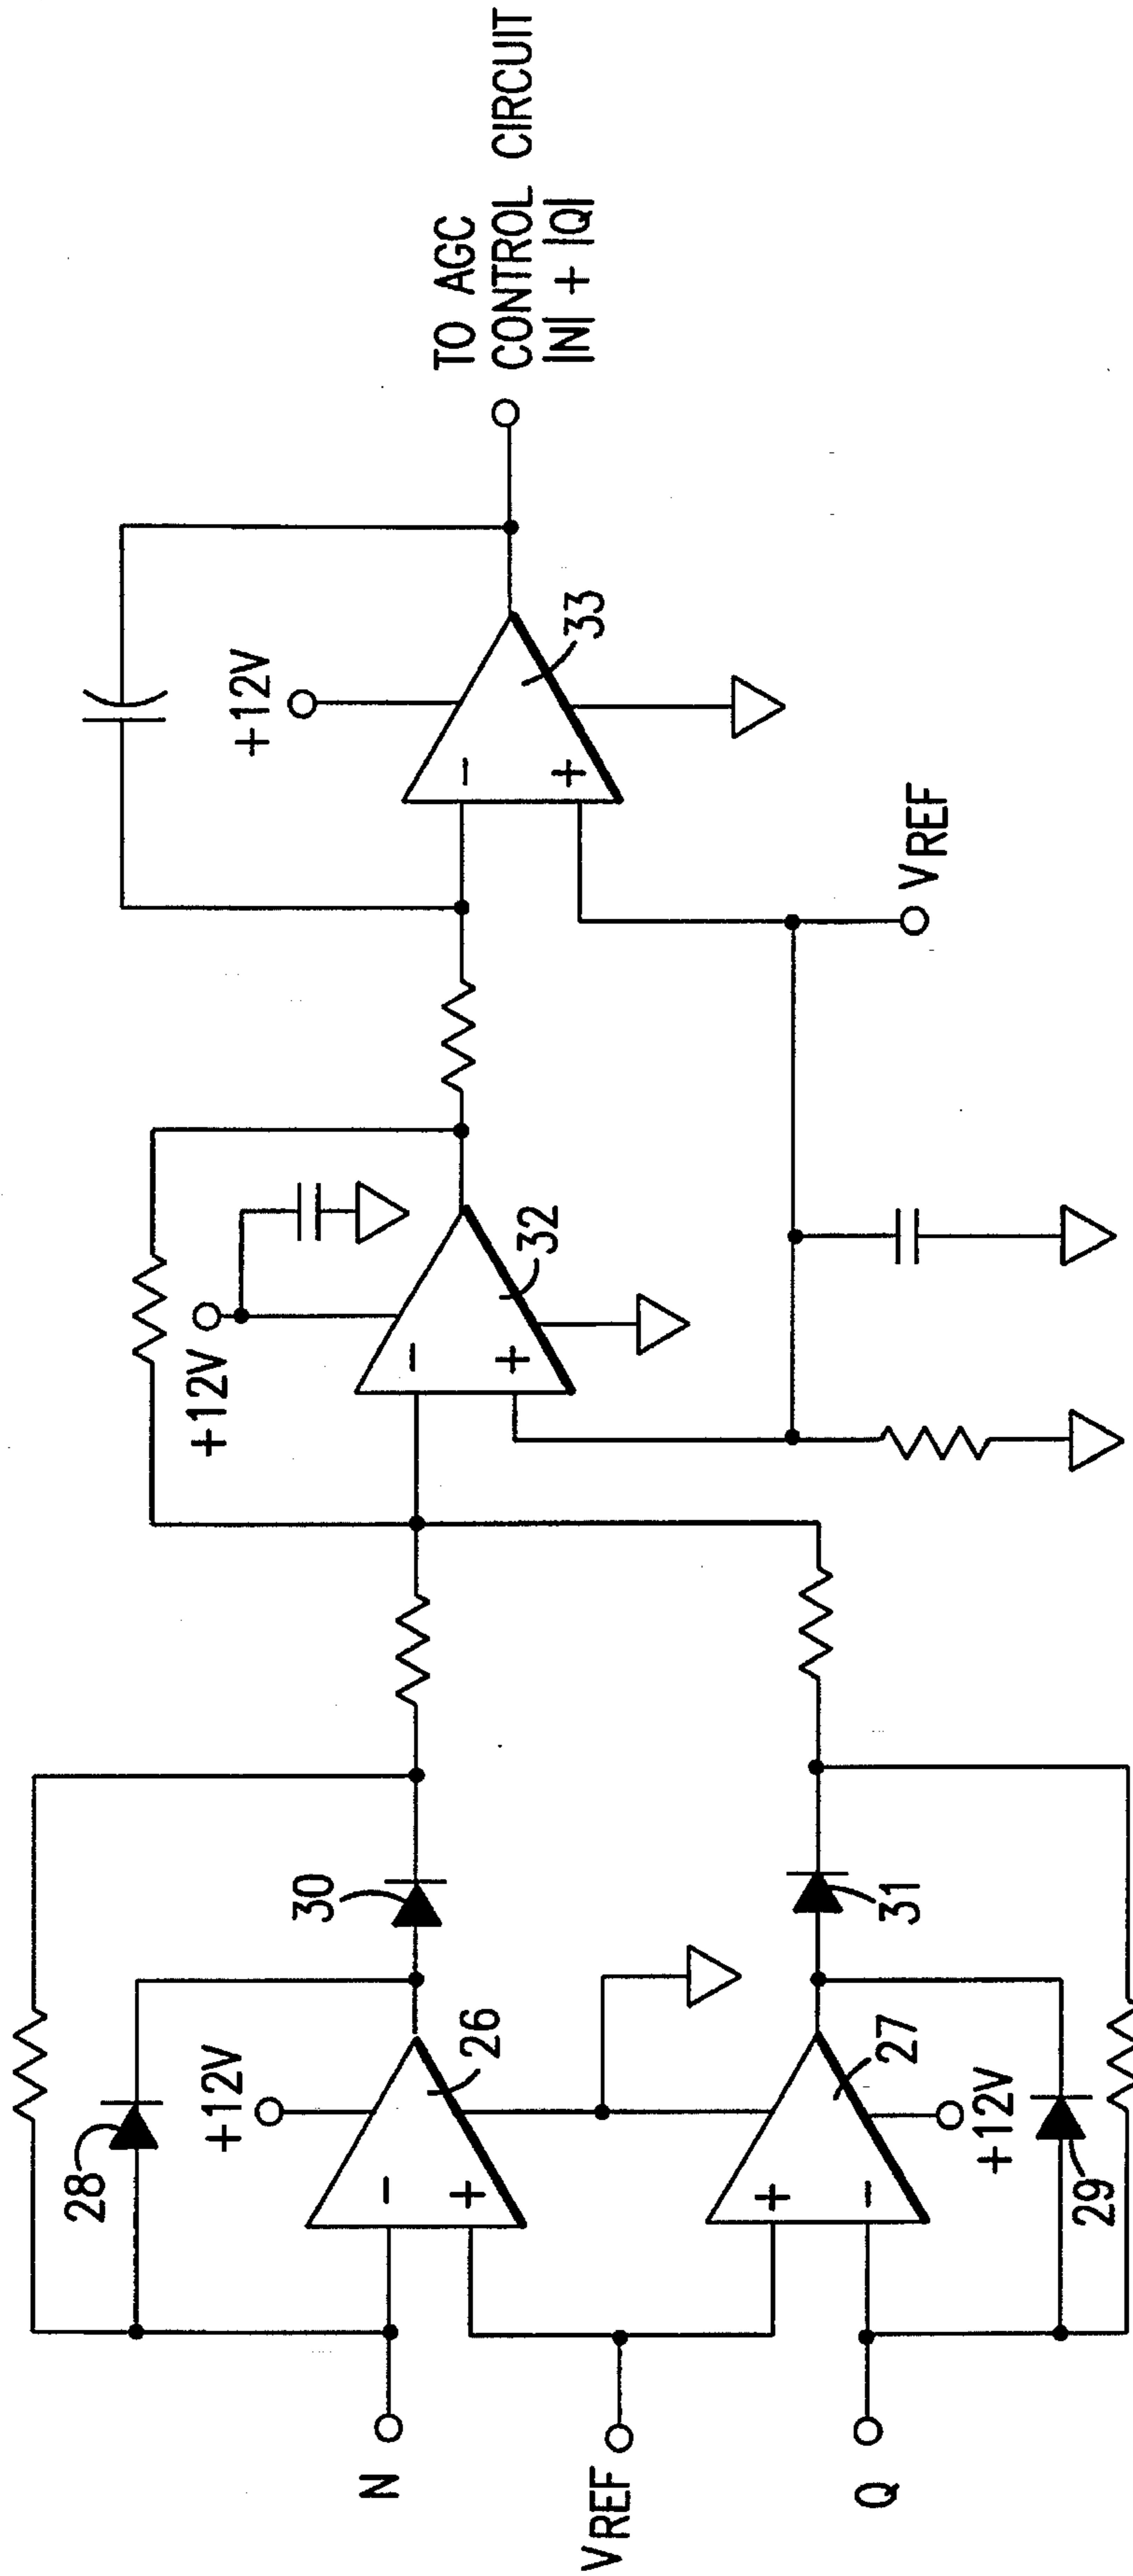 28
+12V
30
-
+
26
N
VREF
Q
+
-
27
+12V
29
31
+12V
-
+
32
+12V
-
+
33
VREF
TO AGC
CONTROL CIRCUIT
|N| + |Q|